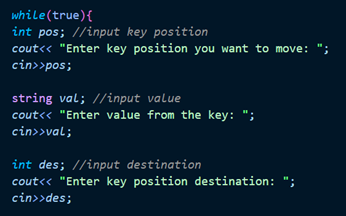 while(true){
int pos; //input key position
cout<< "Enter key position you want to move: ";
cin>>pos;
string val; //input value
cout<< "Enter value from the key: ";
cin>>val;
int des; //input destination
cout<< "Enter key position destination: ";
cin>>des;